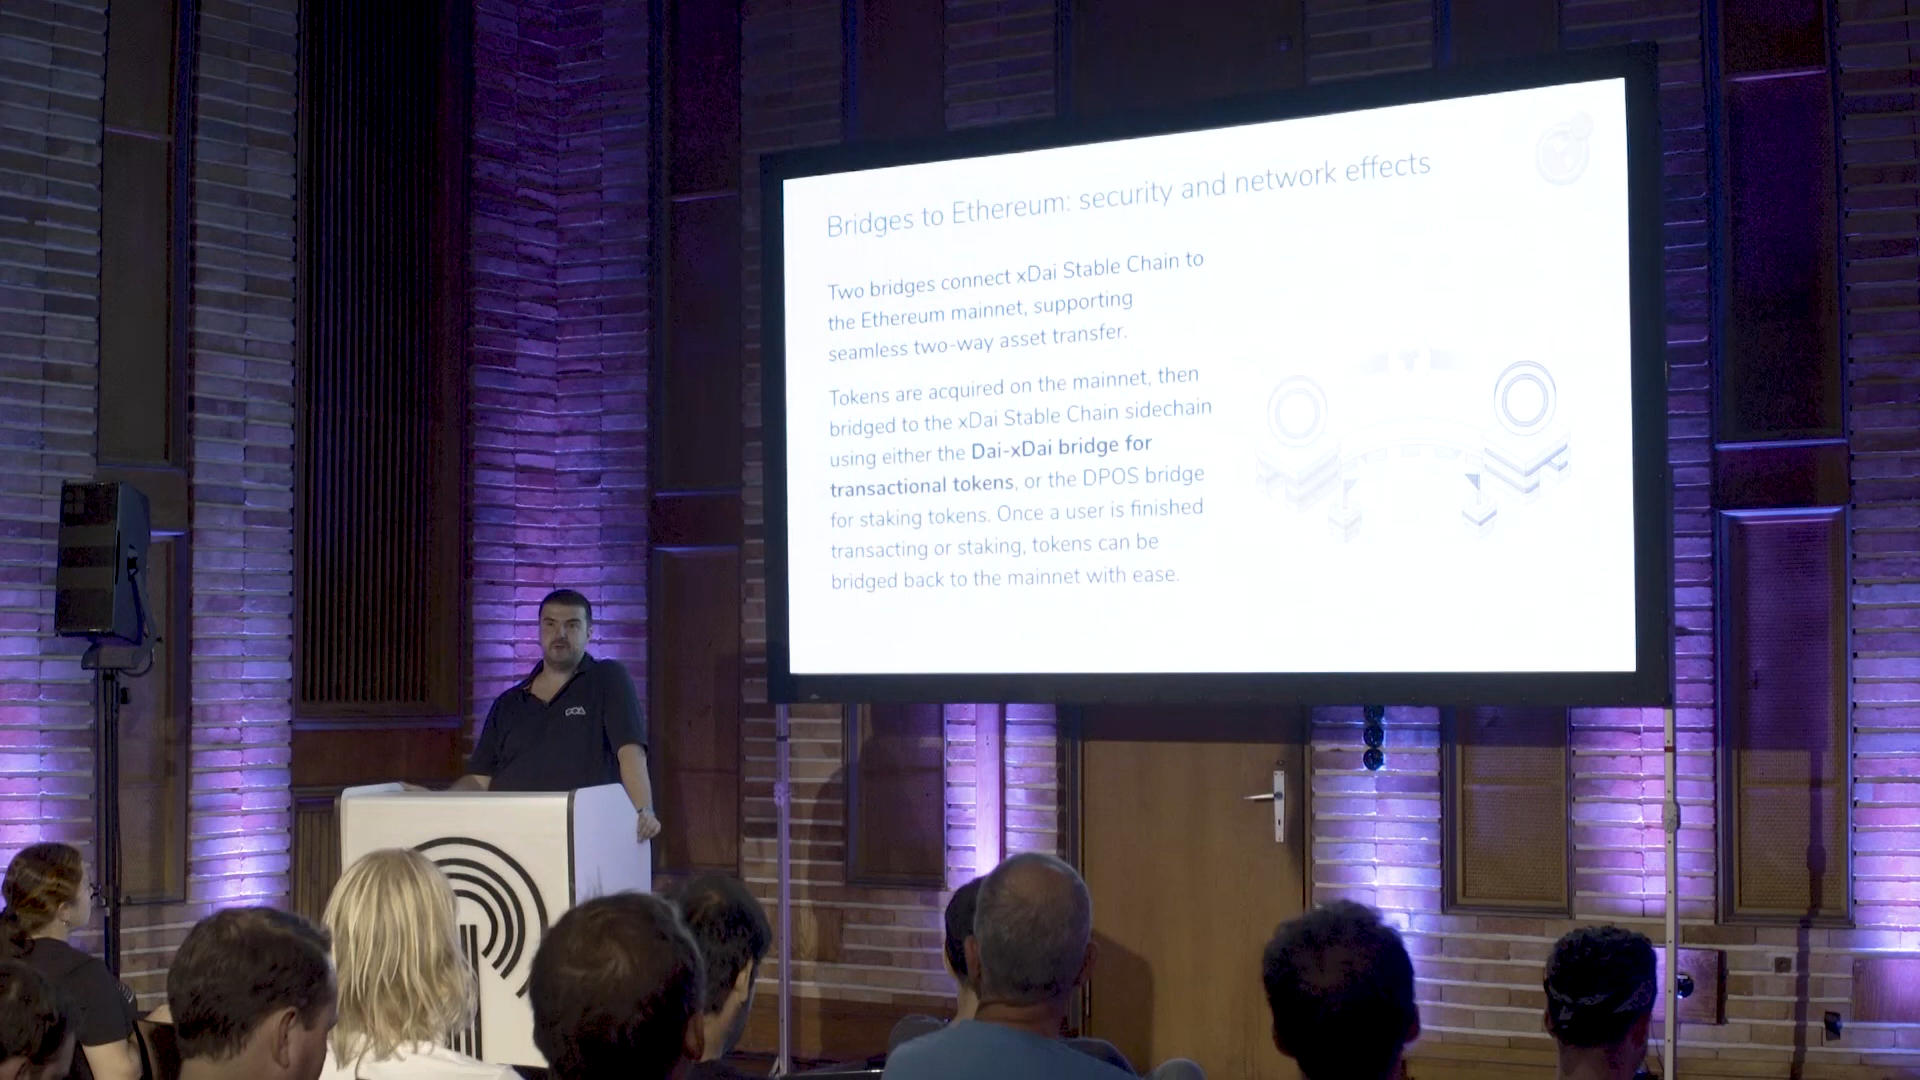 Bridges to Ethereum: security and network effects
Two bridges connect xDai Stable Chain to
the Ethereum mainnet, supporting
seamless two-way asset transfer.
Tokens are acquired on the mainnet, then
bridged to the xDai Stable Chain sidechain
using either the Dai-xDai bridge for
transactional tokens, or the DPOS bridge
for staking tokens. Once a user is finished
transacting or staking, tokens can be
bridged back to the mainnet with ease.